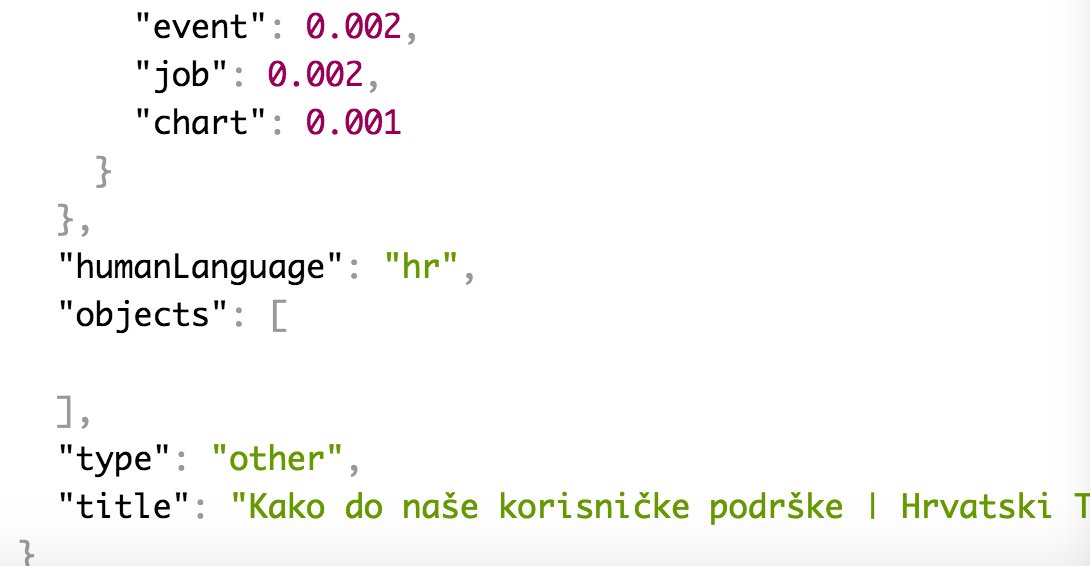 "event": 0.002,
"job": 0.002,
"chart": 0.001
}
},
"humanLanguage": "hr",
"objects": [
],
"type": "other",
"title": "Kako do naše korisničke podrške | Hrvatski T
}